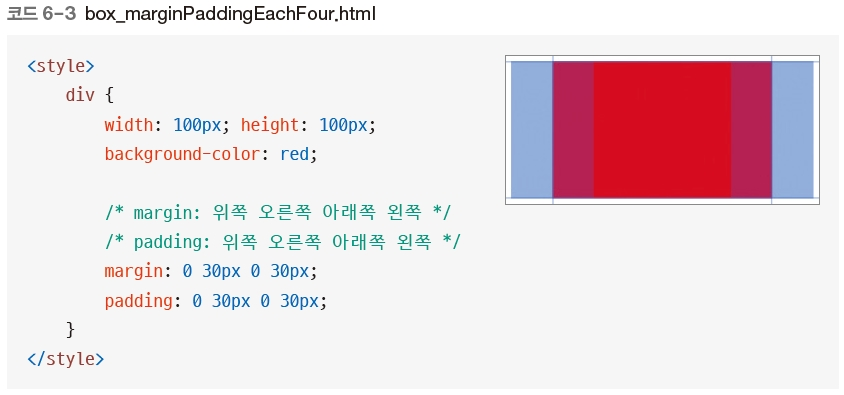 코드 6-3 box_marginPaddingEachFour.html
<style>
div {
width: 100px; height: 100px;
background-color: red;
/* margin: 위쪽 오른쪽 아래쪽 왼쪽 */
/* padding: 위쪽 오른쪽 아래쪽 왼쪽 */
margin: 0 30px 0 30px;
padding: 0 30px 0 30px;
}
</style>